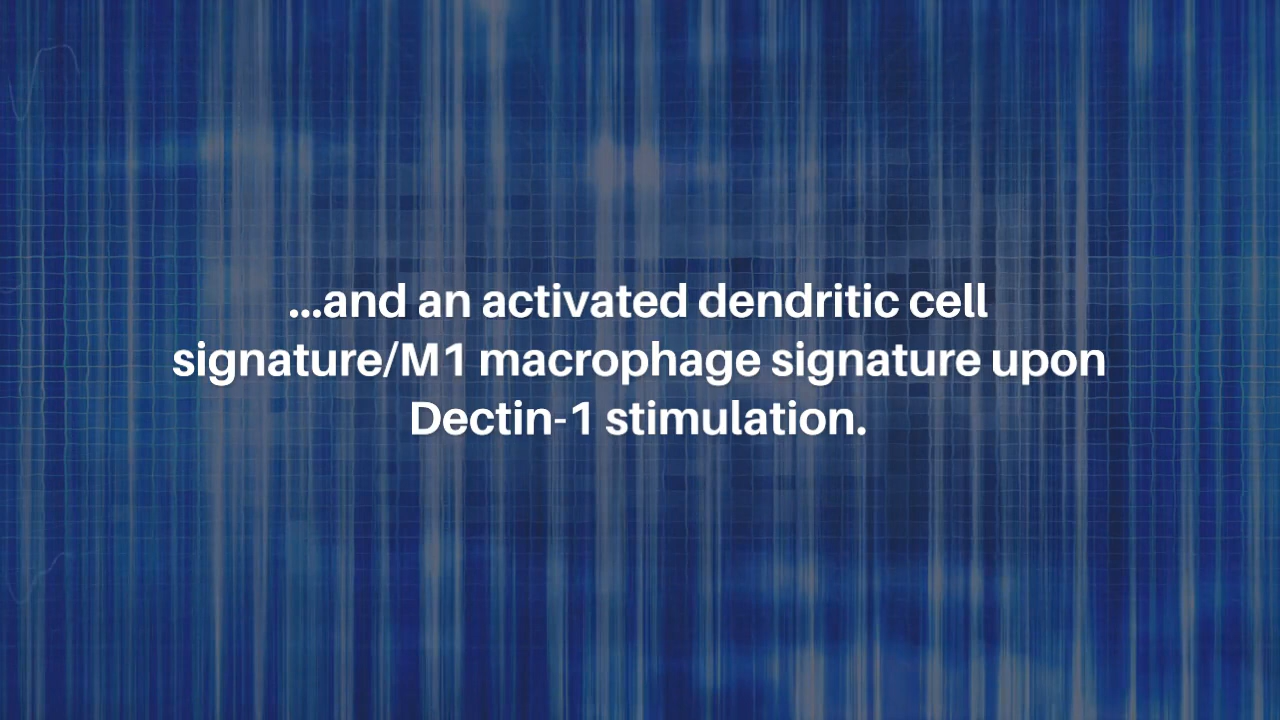 ...and an activated dendritic cell
signature/M1 macrophage signature upon
Dectin-1 stimulation.